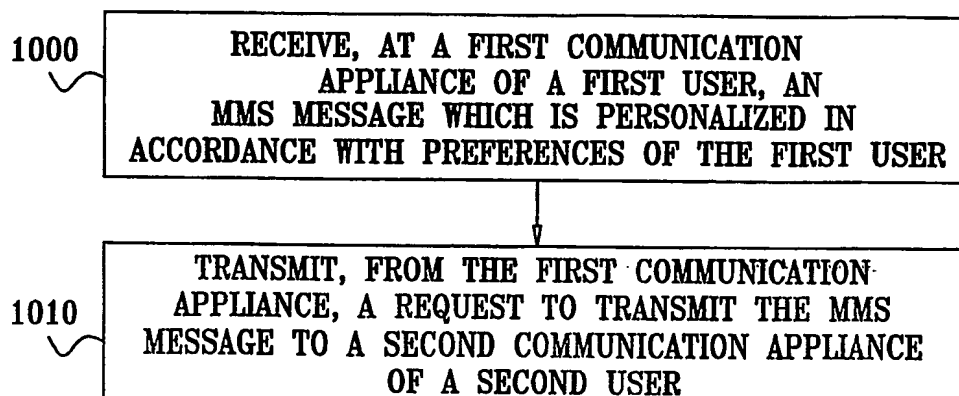 1000
RECEIVE, AT A FIRST COMMUNICATION
APPLIANCE OF A FIRST USER, AN
MMS MESSAGE WHICH IS PERSONALIZED IN
ACCORDANCE WITH PREFERENCES OF THE FIRST USER
1010
TRANSMIT, FROM THE FIRST COMMUNICATION
APPLIANCE, A REQUEST TO TRANSMIT THE MMS
MESSAGE TO A SECOND COMMUNICATION APPLIANCE
OF A SECOND USER